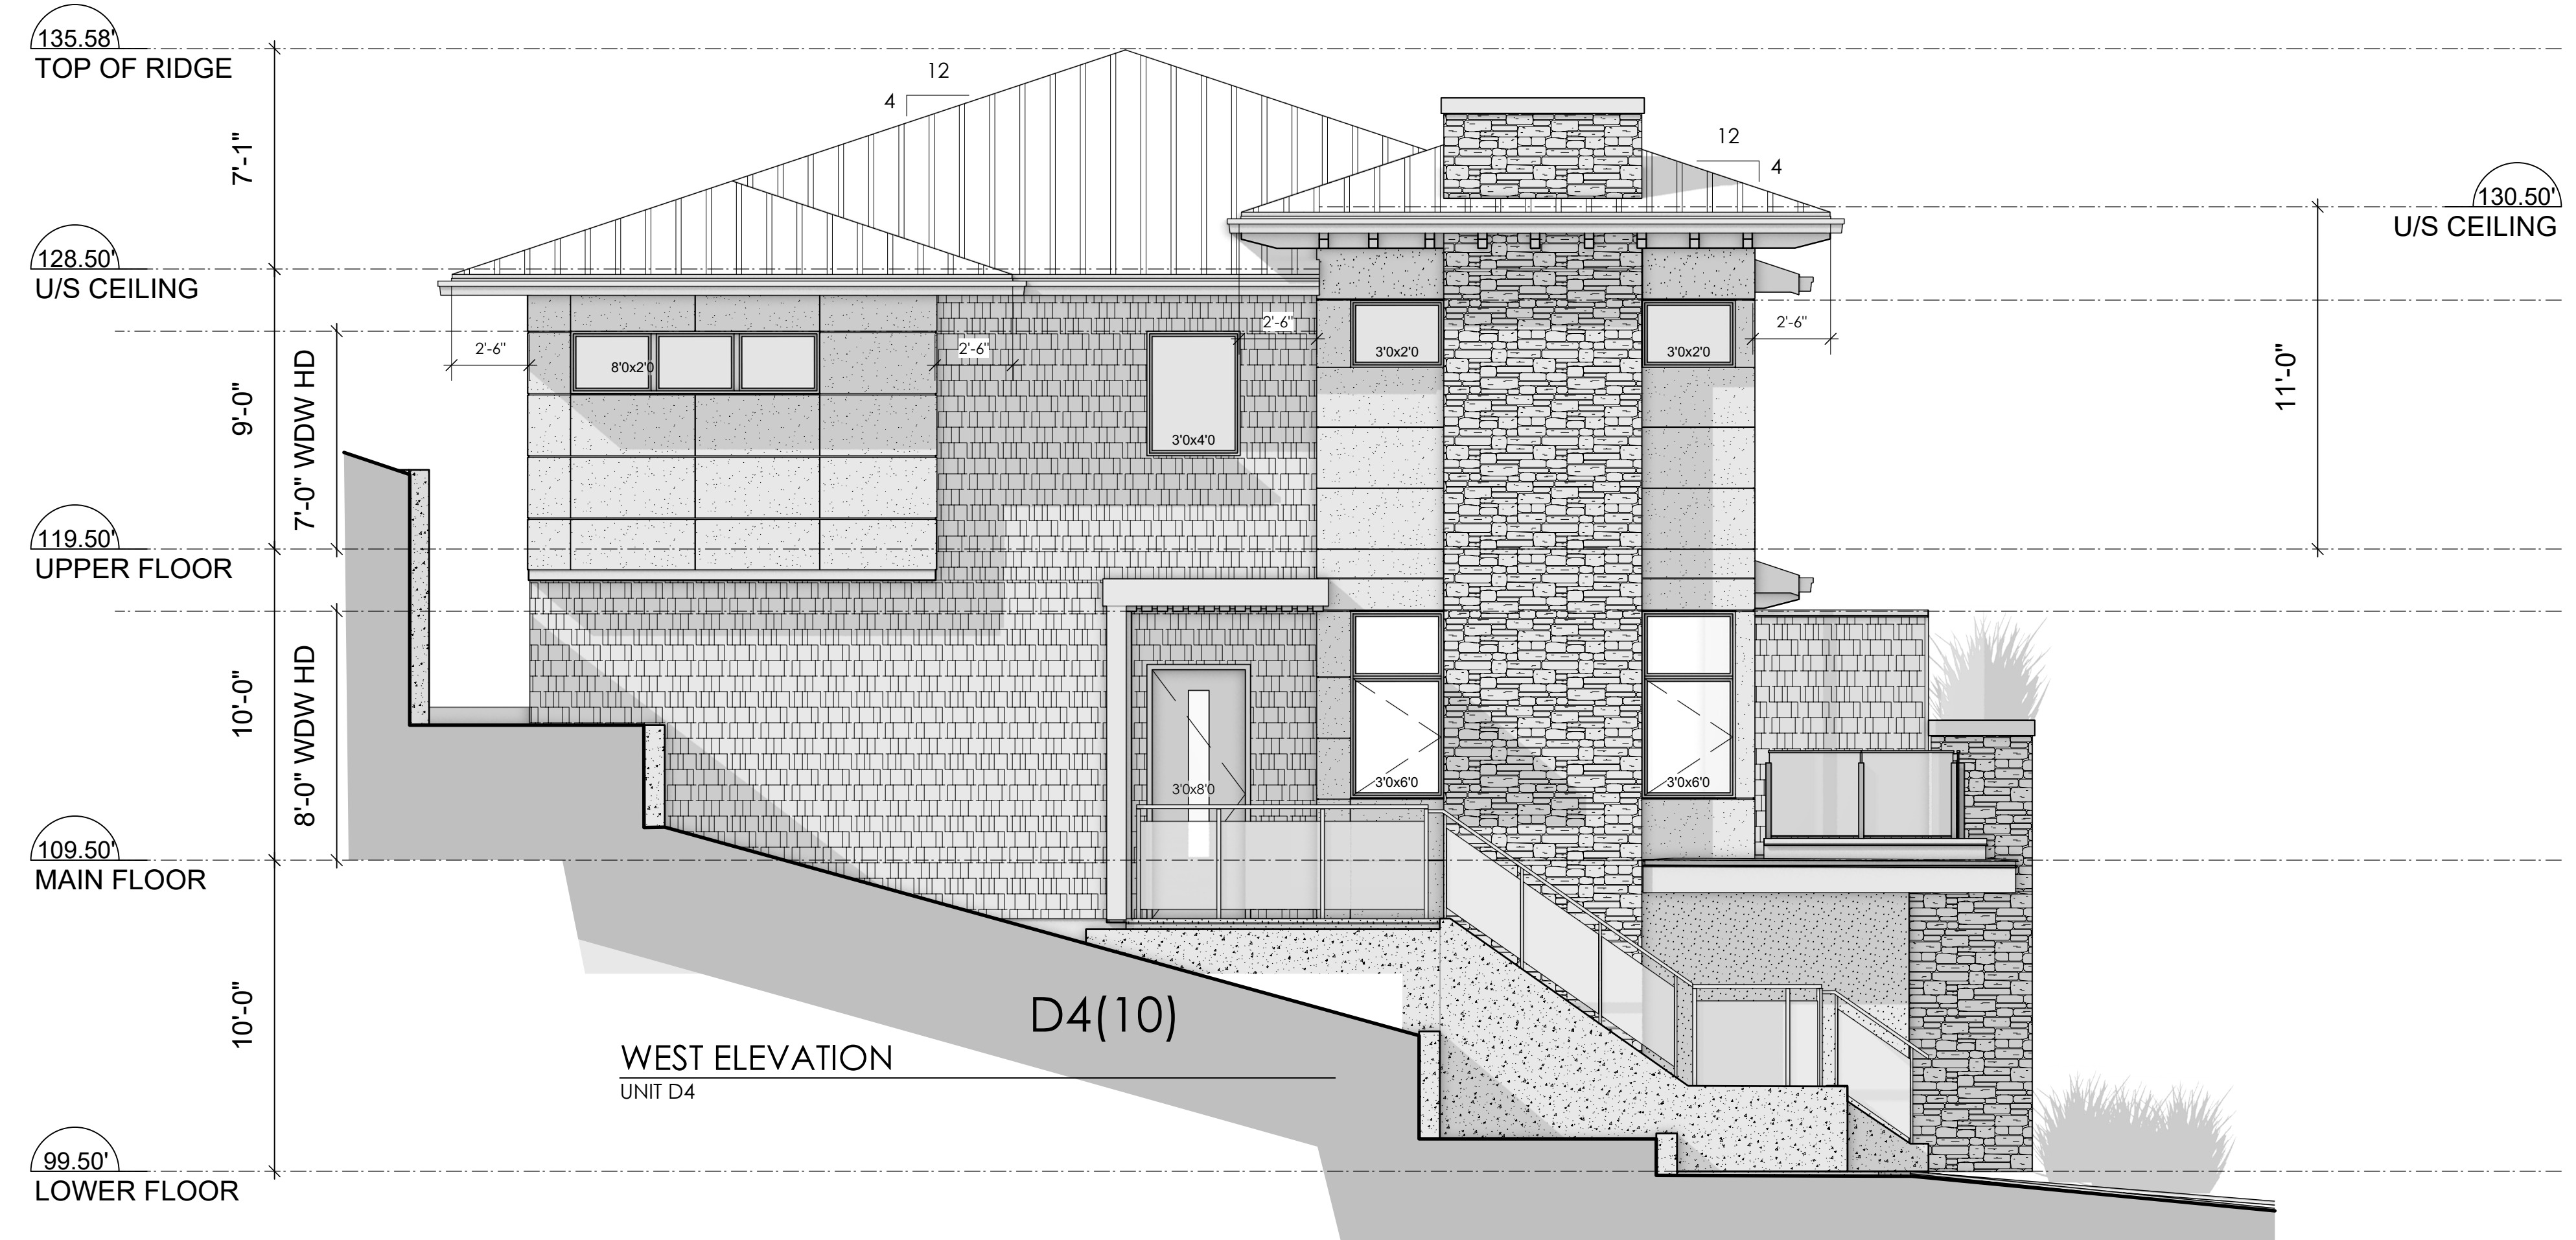 135.58'
TOP OF RIDGE
12
4
7'-1"
12
4
130.50'
U/S CEILING
128.50'
U/S CEILING
2'-6"
2'-6"
2'-6"
2'-6"
8'0x2'0
3'0x4'0
3'0x2'0
3'0x2'0
9'-0"
7'-0" WDW HD
11'-0"
119.50'
UPPER FLOOR
10'-0"
8'-0" WDW HD
3'0x8'0
3'0x6'0
3'0x6'0
109.50'
MAIN FLOOR
10'-0"
D4(10)
WEST ELEVATION
UNIT D4
99.50'
LOWER FLOOR